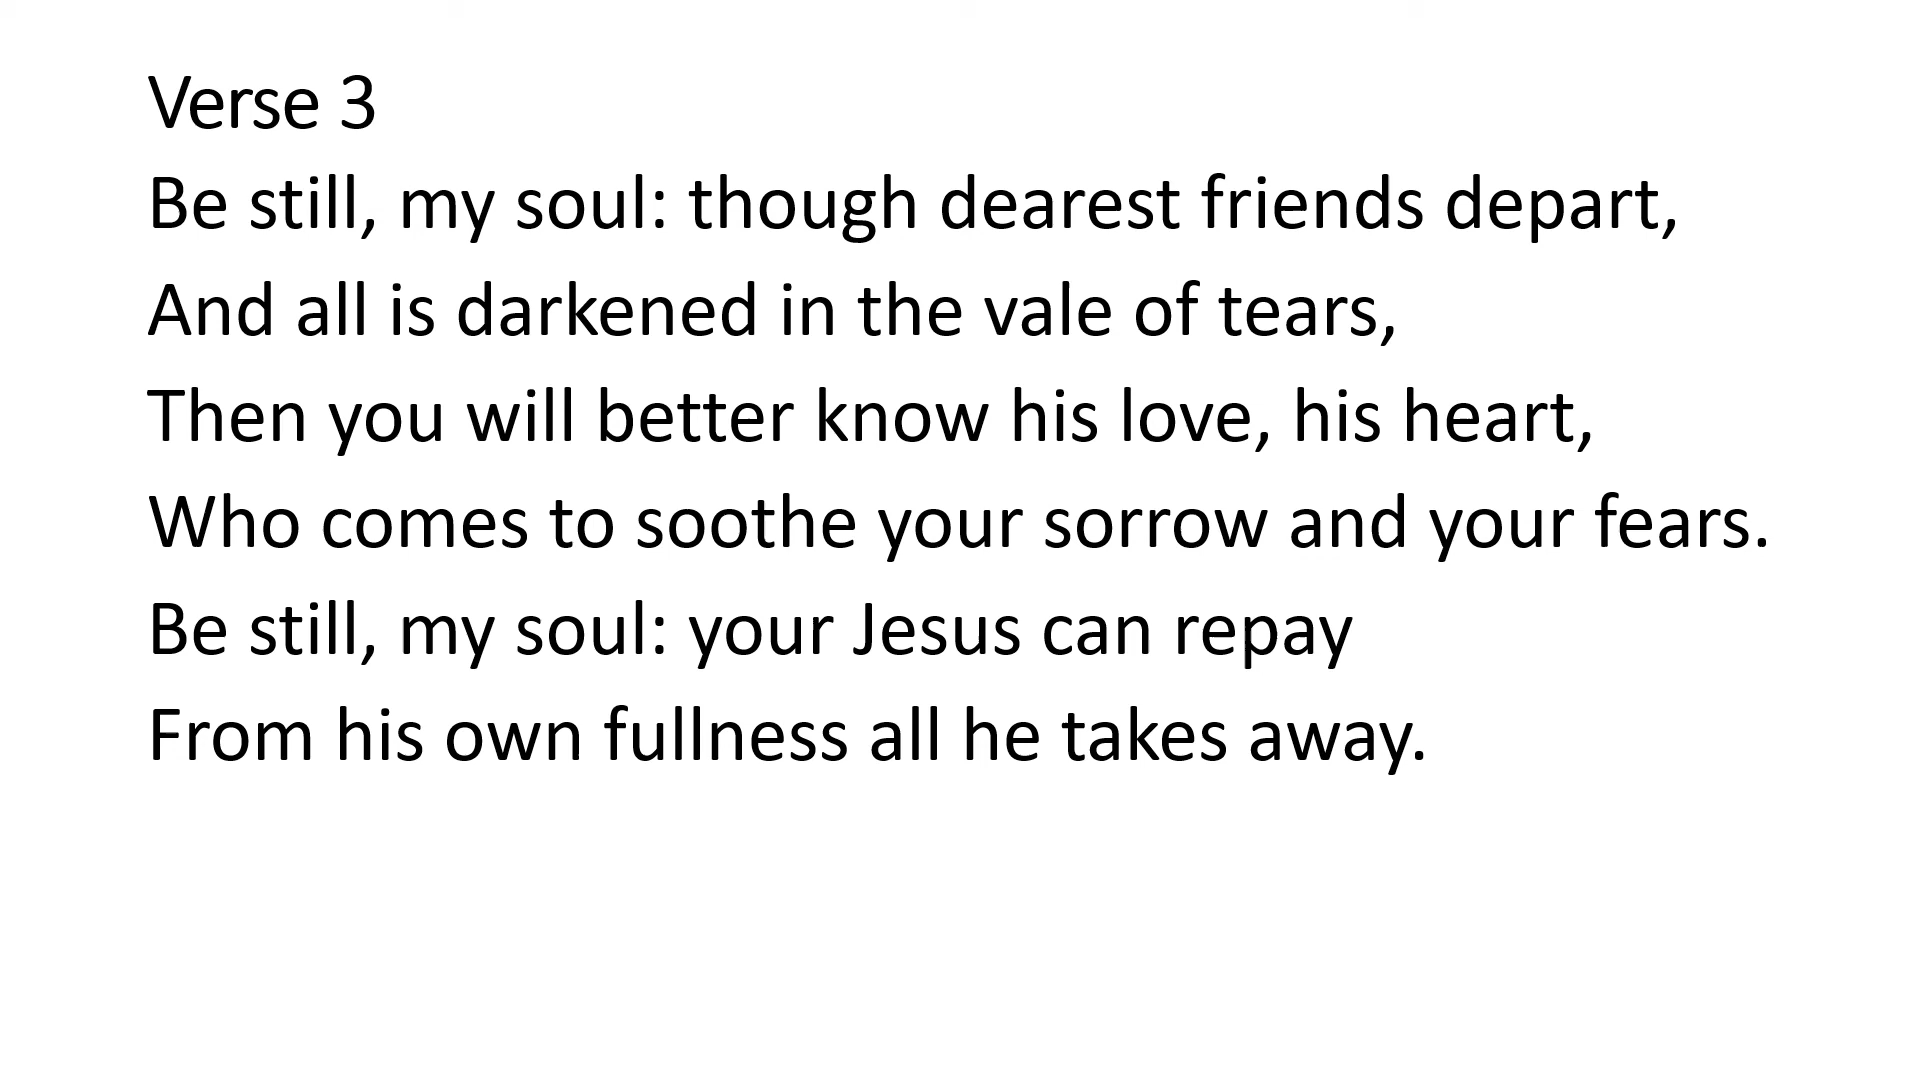 Verse 3
Be still, my soul: though dearest friends depart,
And all is darkened in the vale of tears,
Then you will better know his love, his heart,
Who comes to soothe your sorrow and your fears.
Be still, my soul: your Jesus can repay
From his own fullness all he takes away.